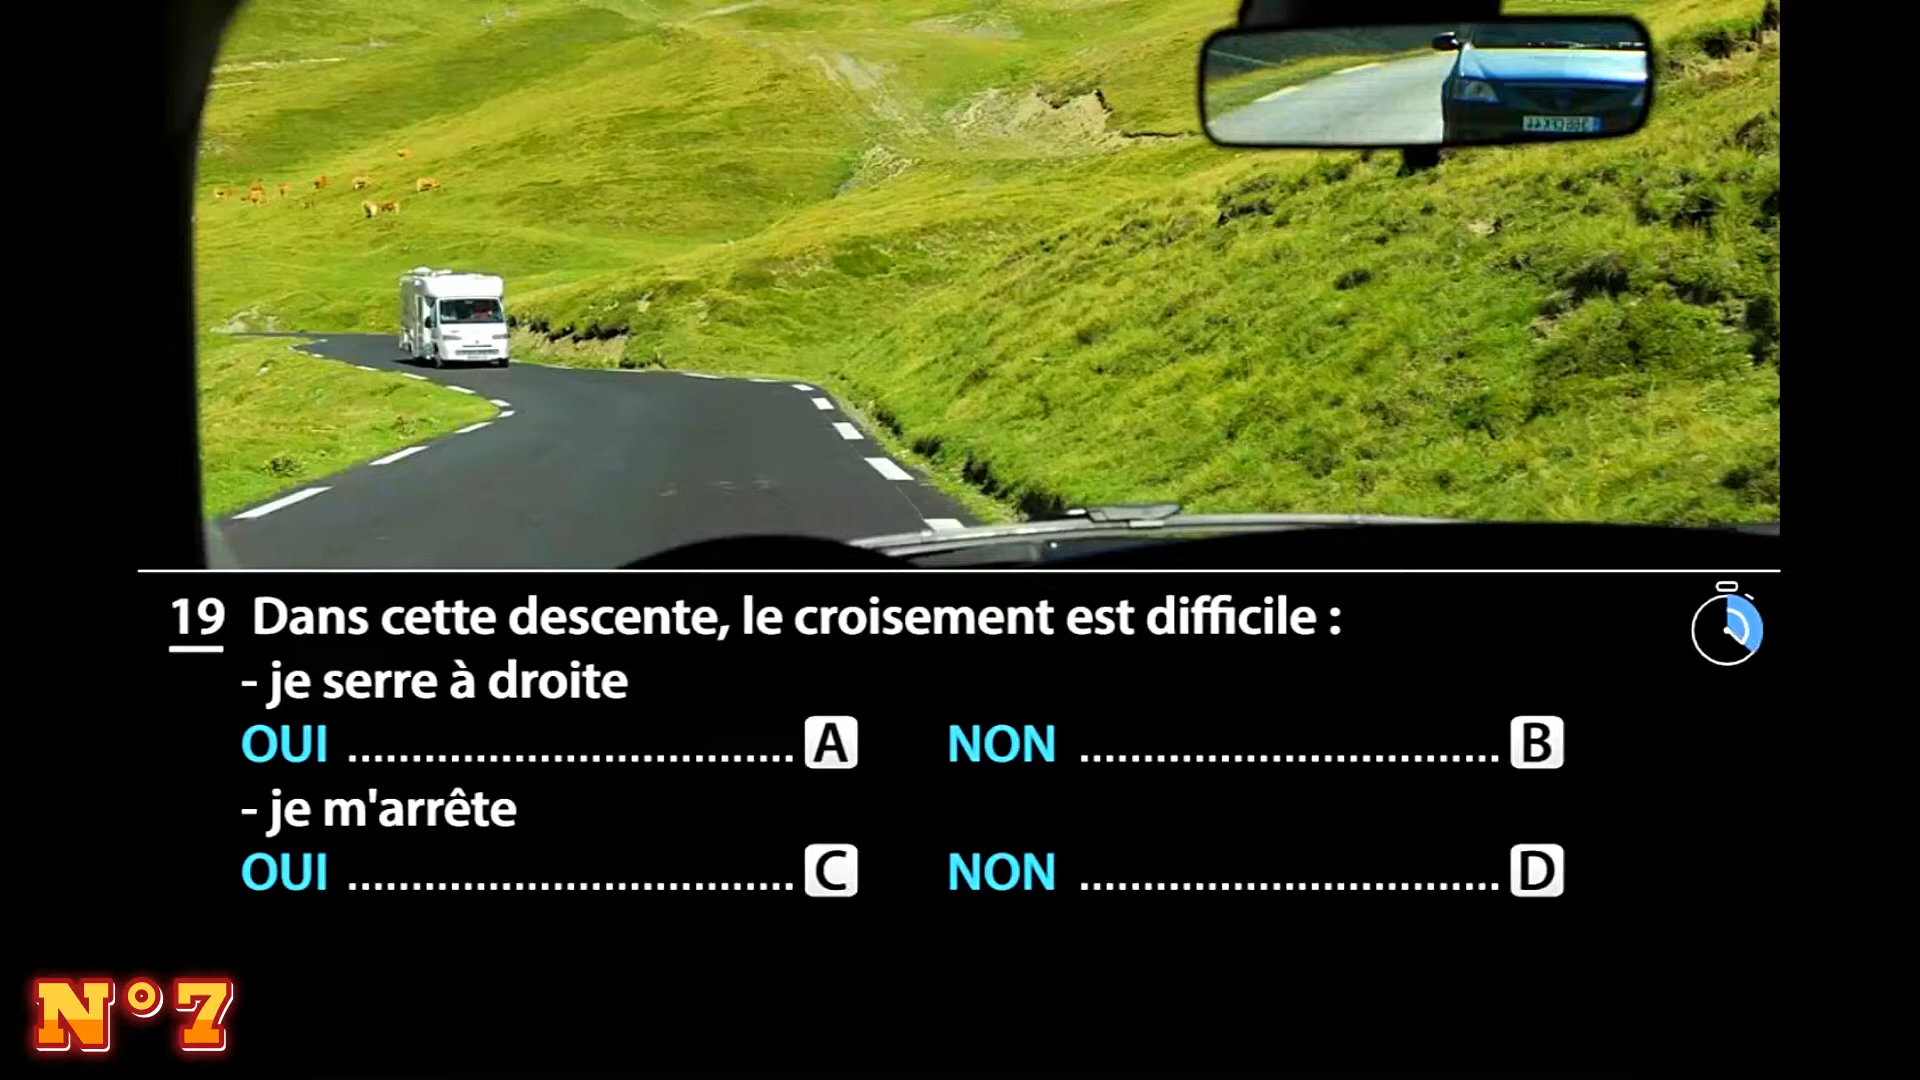 19 Dans cette descente, le croisement est difficile :
- je serre à droite
OUI .................................. A NON ................................ B
- je m'arrête
OUI .................................. C NON ................................ D
N°7